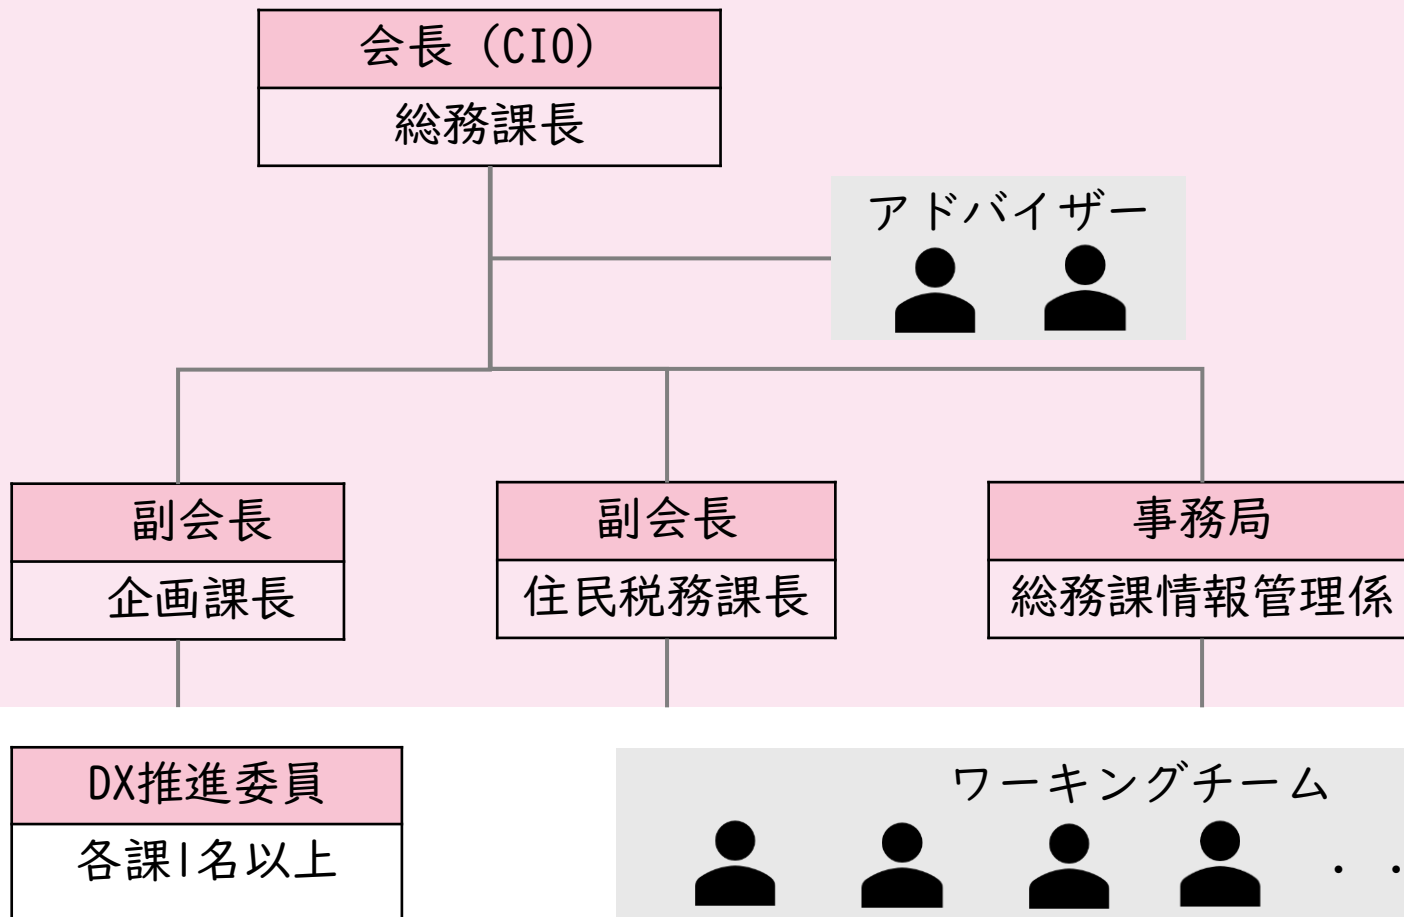 会長（CIO）
総務課長
アドバイザー
副会長
企画課長
副会長
住民税務課長
事務局
総務課情報管理係
DX推進委員
各課1名以上
ワーキングチーム
・・